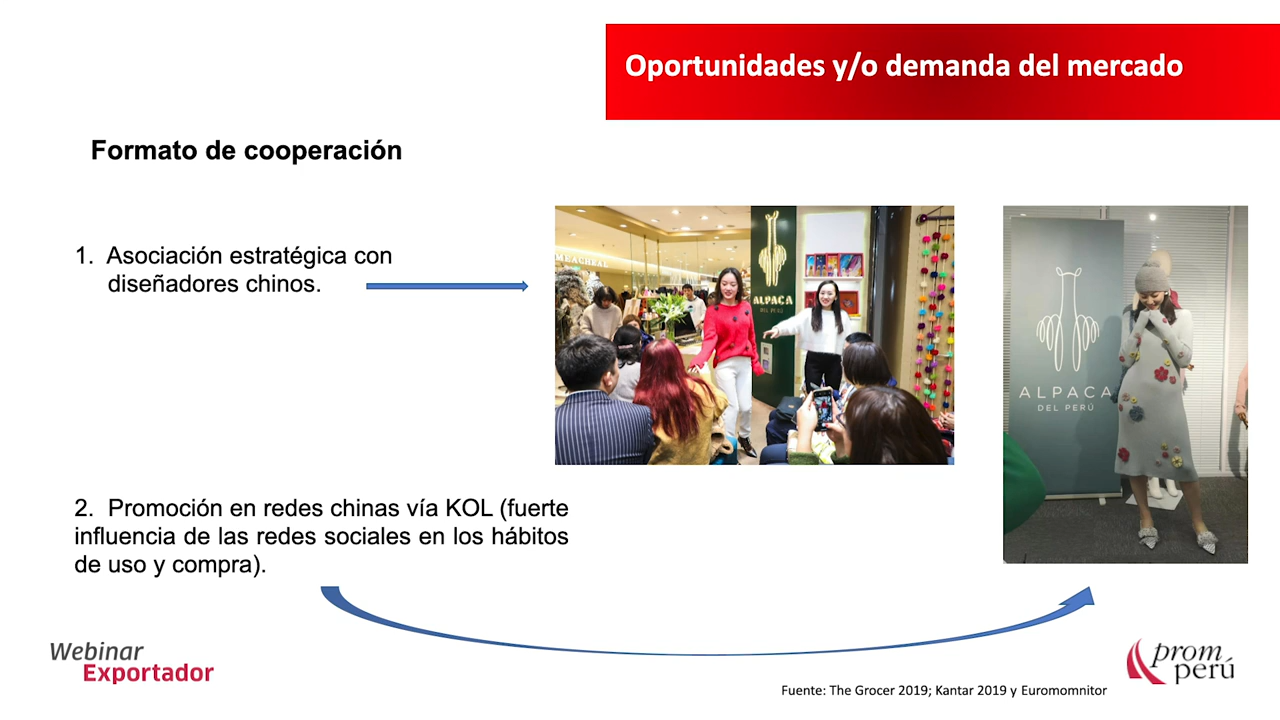 Oportunidades y/o demanda del mercado
Formato de cooperación
1. Asociación estratégica con
diseñadores chinos.
ALPACA
DEL PERÚ
ALPACA
DEL PERÚ
2. Promoción en redes chinas vía KOL (fuerte
influencia de las redes sociales en los hábitos
de uso y compra).
Webinar
Exportador
prom
perú
Fuente: The Grocer 2019; Kantar 2019 y Euromomnitor